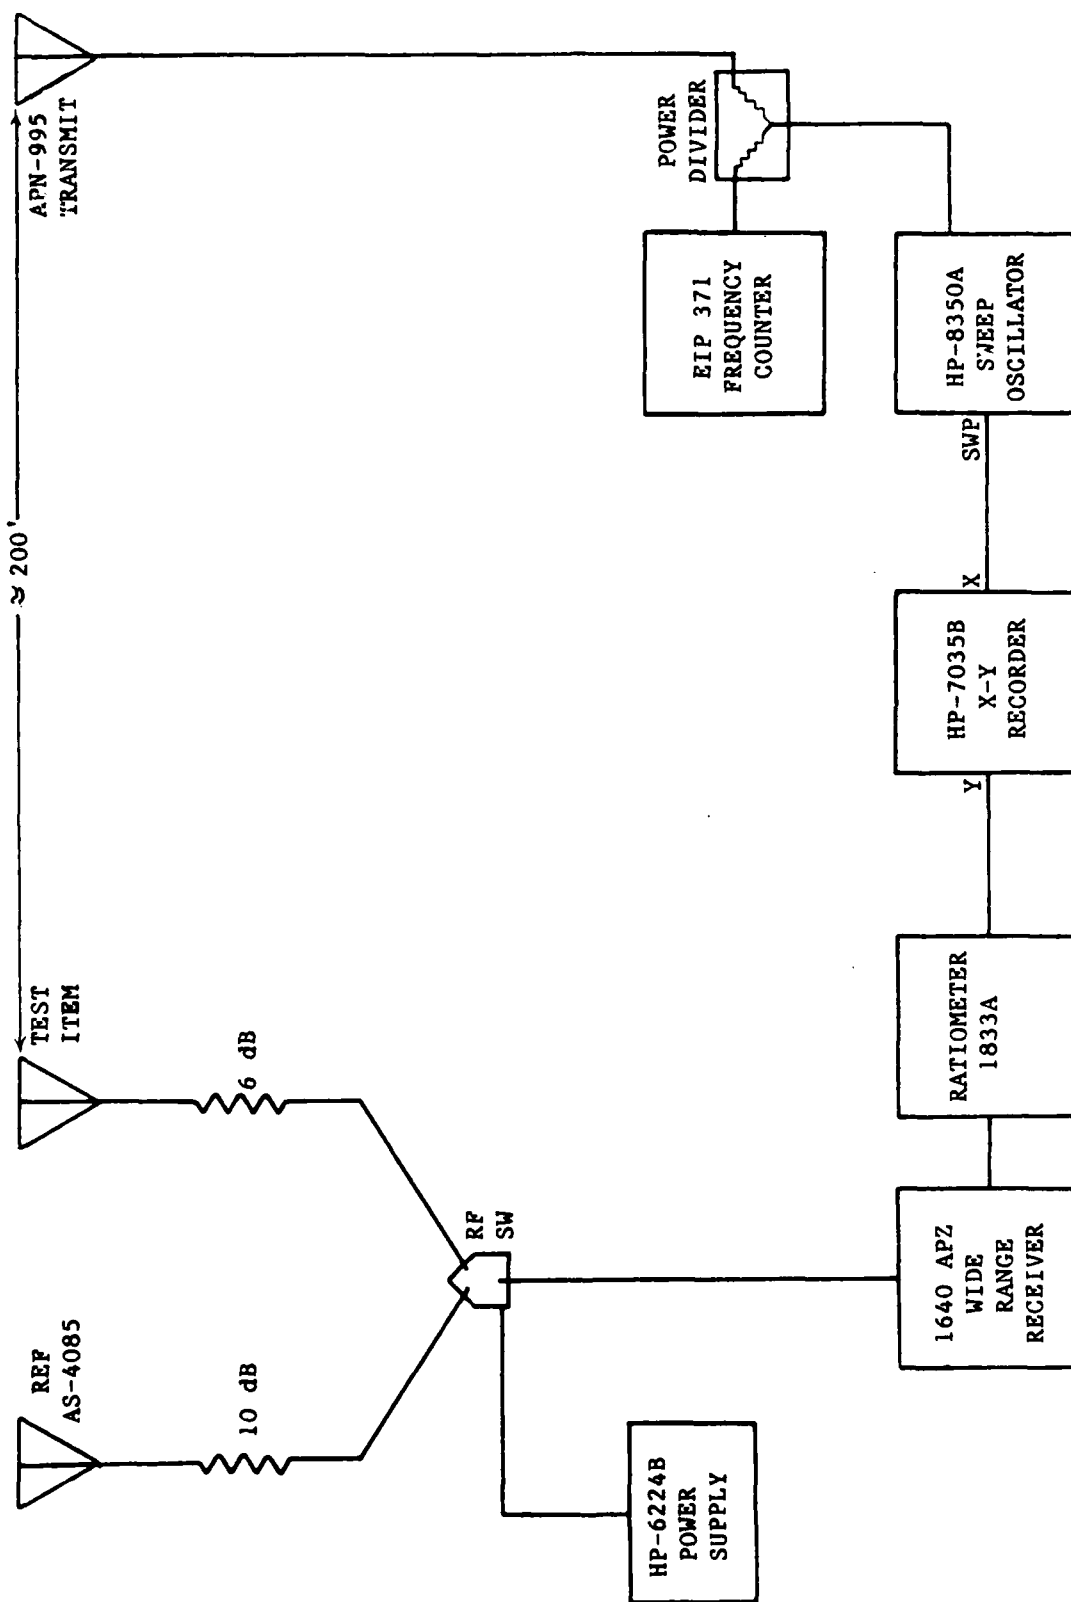 ≈ 200'
REF
AS-4085
TEST
ITEM
APN-995
TRANSMIT
10 dB
6 dB
RF
SW
POWER
DIVIDER
HP-6224B
POWER
SUPPLY
EIP 371
FREQUENCY
COUNTER
1640 APZ
WIDE
RANGE
RECEIVER
RATIOMETER
1833A
Y
HP-7035B
X-Y
RECORDER
X
SWP
HP-8350A
SWEEP
OSCILLATOR